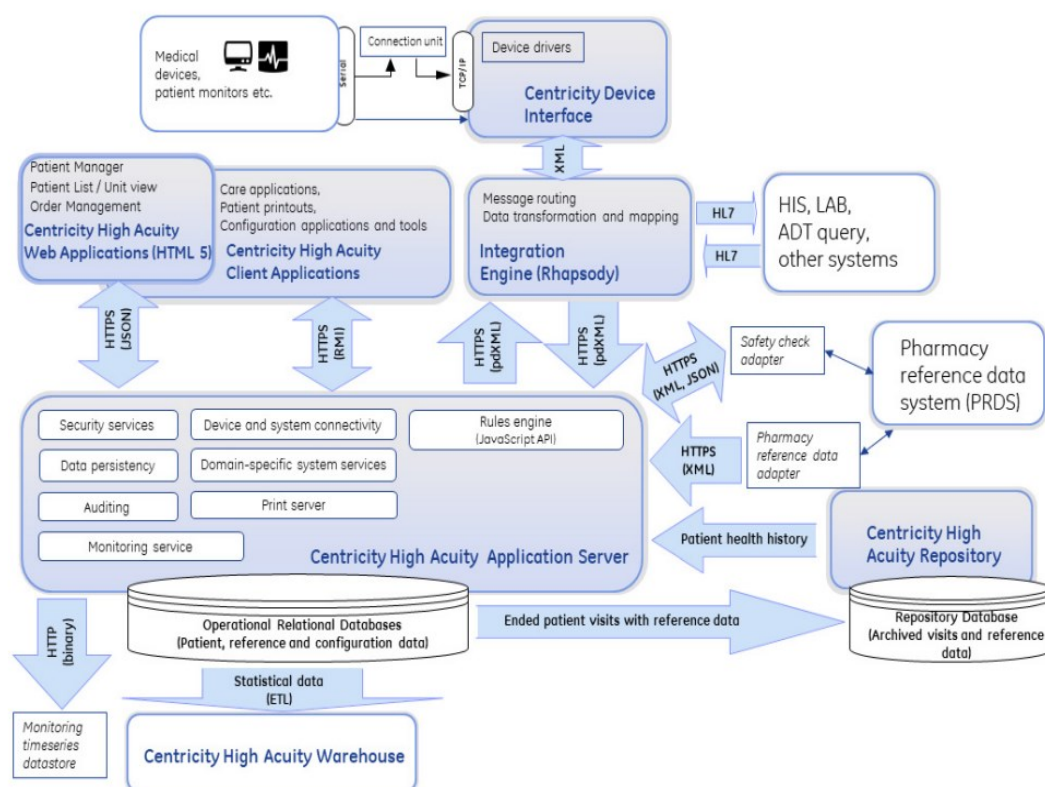 Medical
devices,
patient monitors etc.
Serial
Connection unit
TCP/IP
Device drivers
Centricity Device
Interface
XML
Patient Manager
Patient List / Unit view
Order Management
Centricity High Acuity
Web Applications (HTML 5)
Care applications,
Patient printouts,
Configuration applications and tools
Centricity High Acuity
Client Applications
Message routing
Data transformation and mapping
Integration
Engine (Rhapsody)
HL7
HL7
HIS, LAB,
ADT query,
other systems
HTTPS
(JSON)
HTTPS
(RMI)
HTTPS
(pdXML)
HTTPS
(pdXML)
HTTPS
(XML, JSON)
Safety check
adapter
Pharmacy
reference data
system (PRDS)
HTTPS
(XML)
Pharmacy
reference data
adapter
Security services
Device and system connectivity
Rules engine
(JavaScript API)
Data persistency
Domain-specific system services
Auditing
Print server
Monitoring service
Centricity High Acuity Application Server
Patient health history
Centricity High
Acuity Repository
HTTP
(binary)
Operational Relational Databases
(Patient, reference and configuration data)
Ended patient visits with reference data
Repository Database
(Archived visits and reference
data)
Statistical data
(ETL)
Monitoring
timeseries
datastore
Centricity High Acuity Warehouse